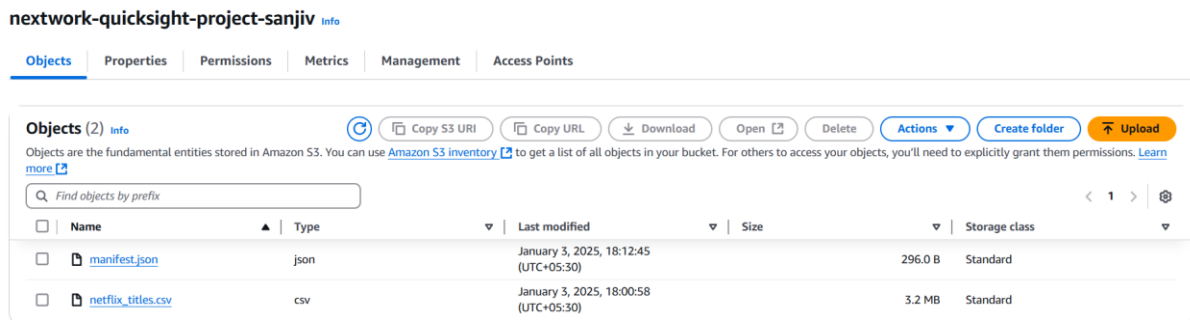 nextwork-quicksight-project-sanjiv Info
Objects Properties Permissions Metrics Management Access Points
Objects (2) Info Copy S3 URI Copy URL Download Open Delete Actions Create folder Upload
Objects are the fundamental entities stored in Amazon S3. You can use Amazon S3 inventory to get a list of all objects in your bucket. For others to access your objects, you'll need to explicitly grant them permissions. Learn
more
Find objects by prefix 1
Name Type Last modified Size Storage class
manifest.json json January 3, 2025, 18:12:45 (UTC+05:30) 296.0 B Standard
netflix_titles.csv csv January 3, 2025, 18:00:58 (UTC+05:30) 3.2 MB Standard